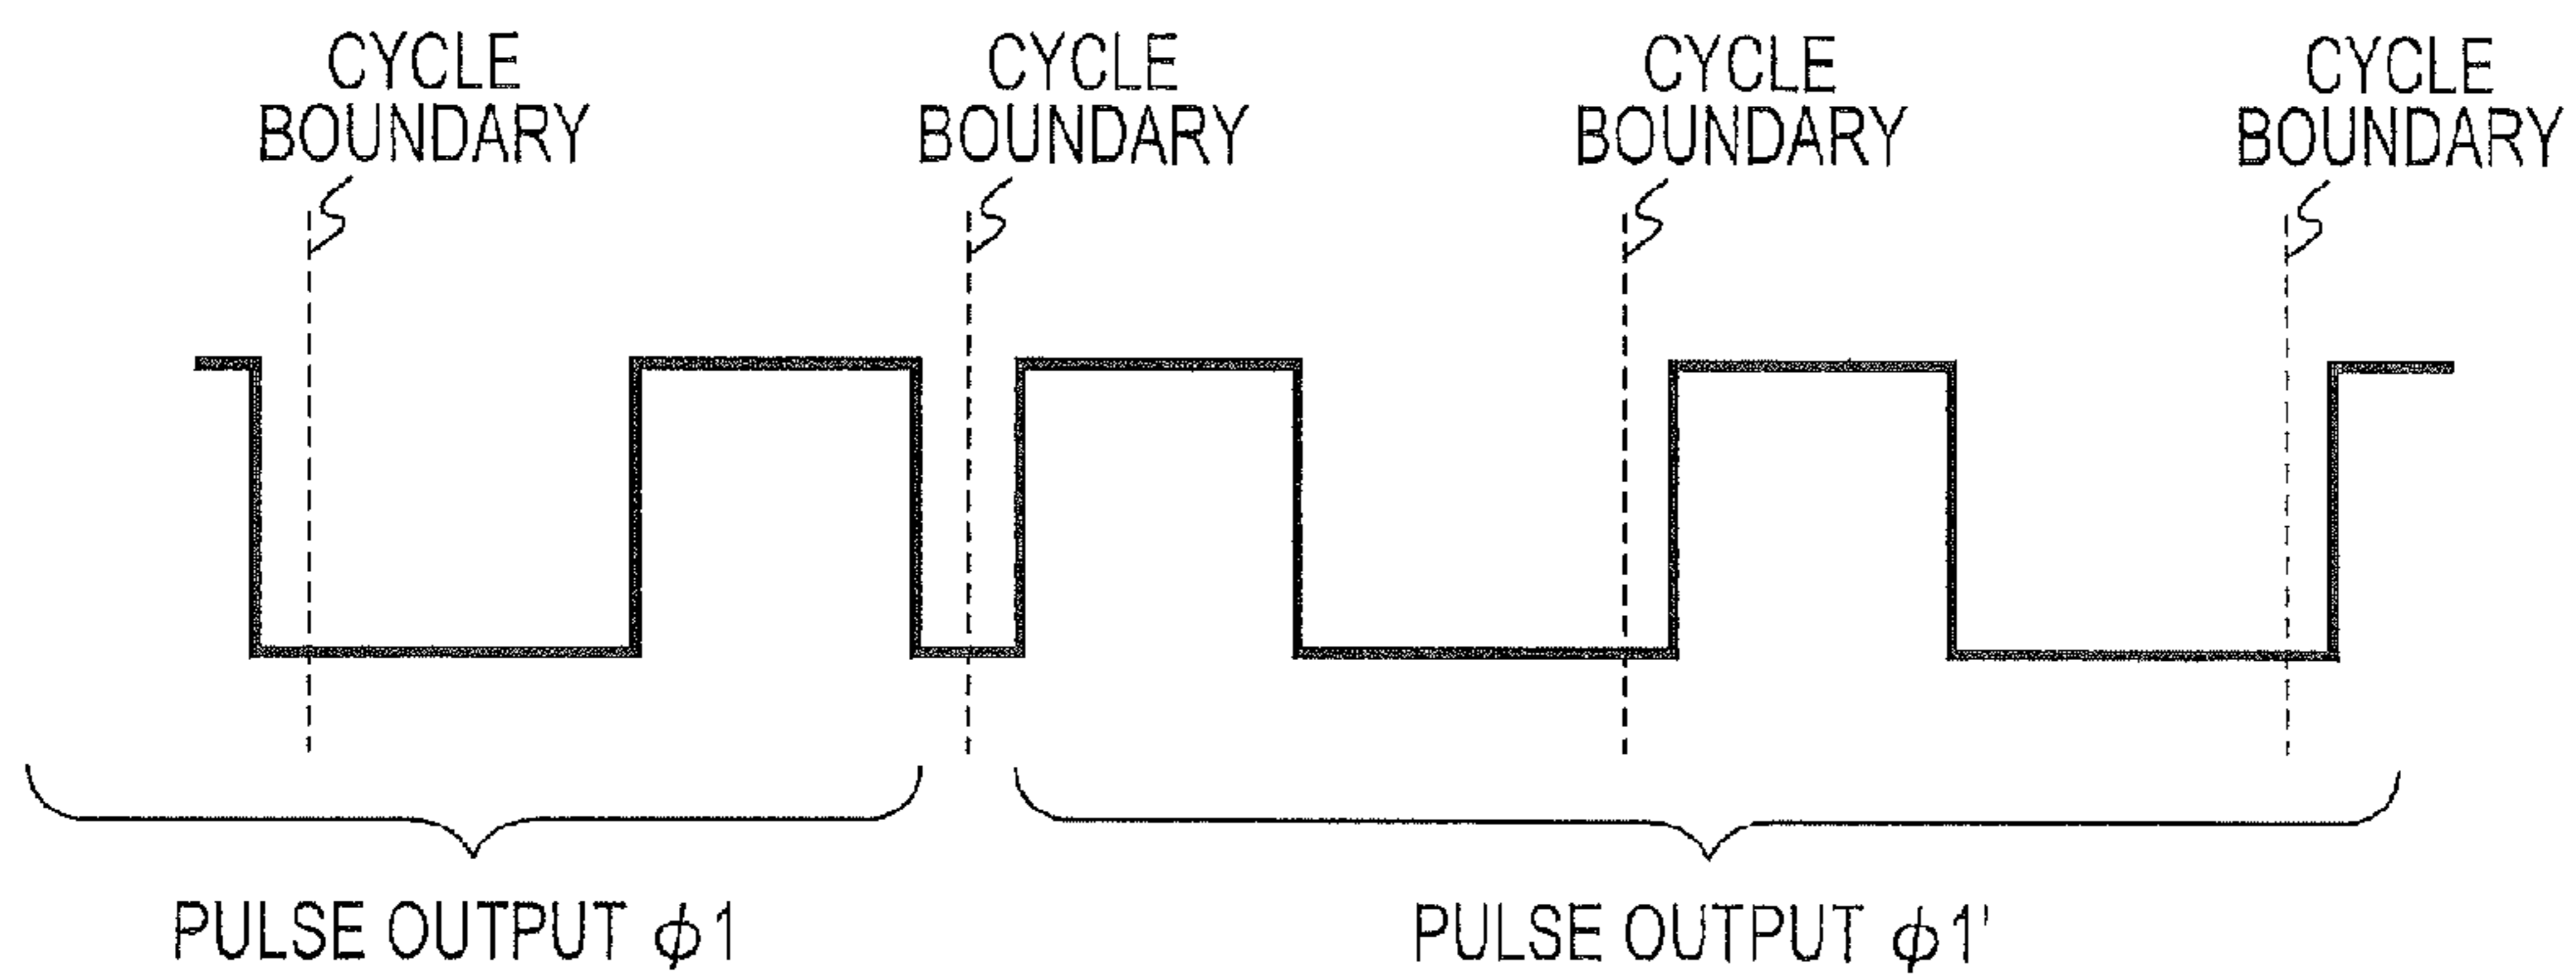 CYCLE
BOUNDARY
CYCLE
BOUNDARY
CYCLE
BOUNDARY
CYCLE
BOUNDARY
PULSE OUTPUT ϕ1
PULSE OUTPUT ϕ1'